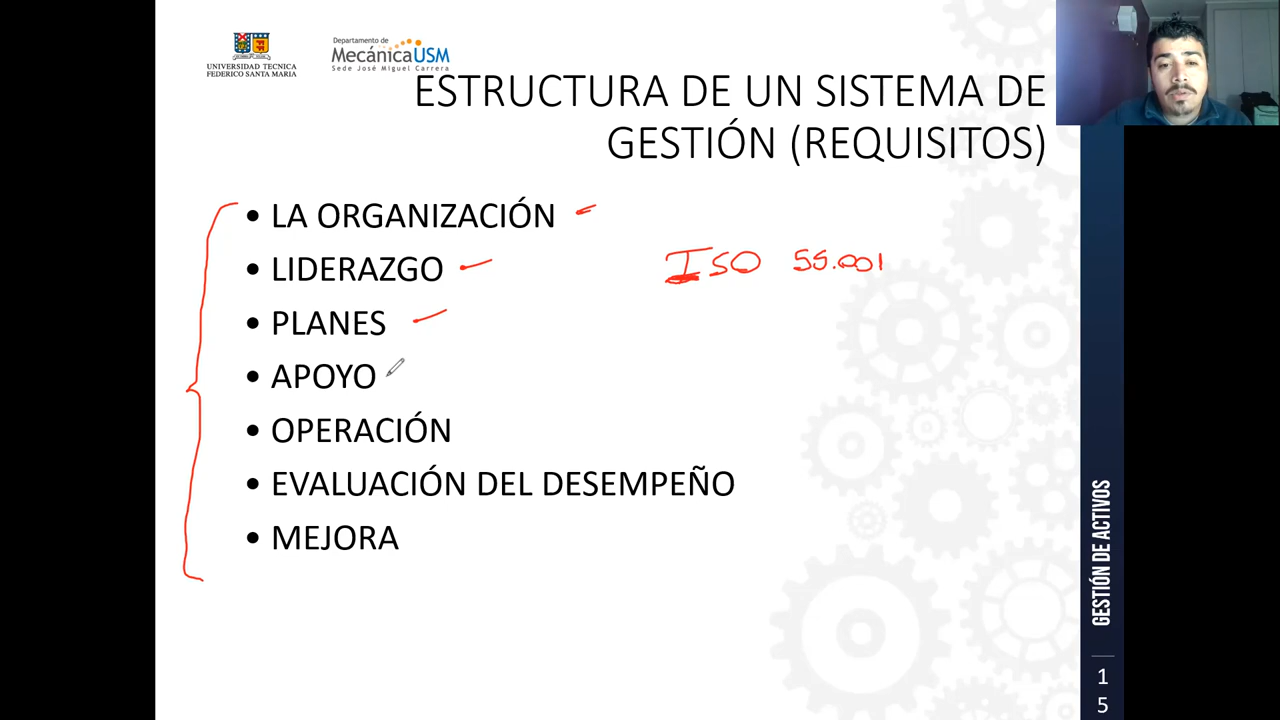 UNIVERSIDAD TECNICA
FEDERICO SANTA MARIA
Departamento de
MecánicaUSM
Sede José Miguel Carrera
ESTRUCTURA DE UN SISTEMA DE
GESTIÓN (REQUISITOS)
• LA ORGANIZACIÓN
• LIDERAZGO
ISO 55.001
• PLANES
• APOYO
• OPERACIÓN
• EVALUACIÓN DEL DESEMPEÑO
• MEJORA
GESTIÓN DE ACTIVOS
1
5